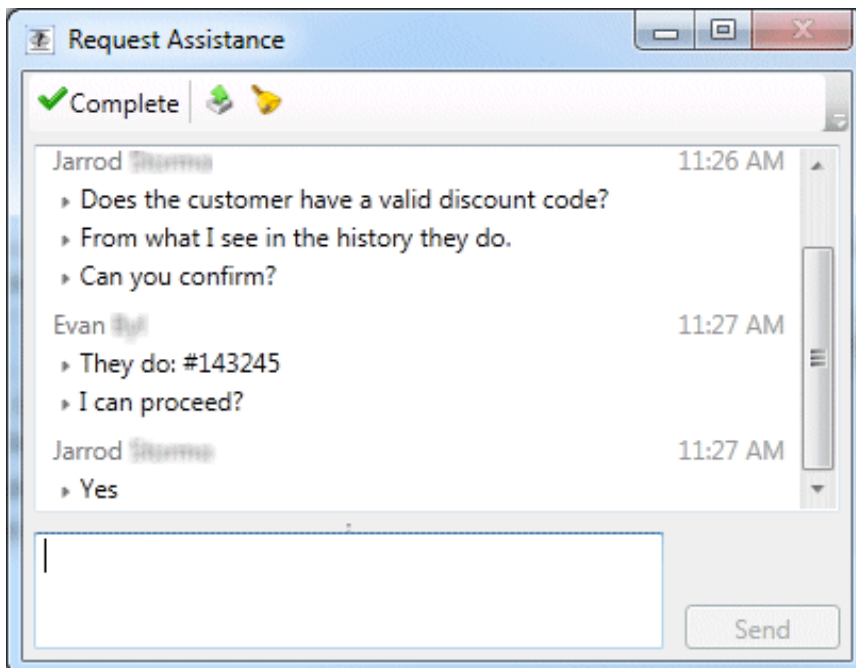 Request Assistance
Complete
Jarrod 11:26 AM
Does the customer have a valid discount code?
From what I see in the history they do.
Can you confirm?
Evan 11:27 AM
They do: #143245
I can proceed?
Jarrod 11:27 AM
Yes
Send